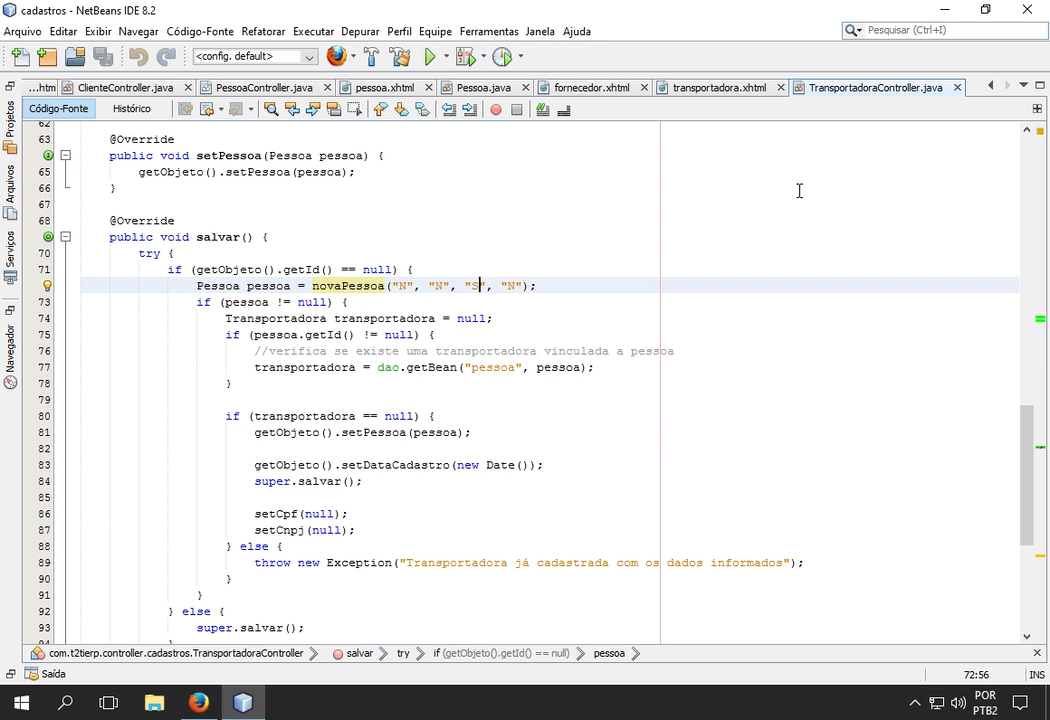 cadastros - NetBeans IDE 8.2
Arquivo Editar Exibir Navegar Código-Fonte Refatorar Executar Depurar Perfil Equipe Ferramentas Janela Ajuda
Pesquisar (Ctrl+I)
<config. default>
...htm ClienteController.java PessoaController.java pessoa.xhtml Pessoa.java fornecedor.xhtml transportadora.xhtml TransportadoraController.java
Código-Fonte Histórico
Projetos
Arquivos
Serviços
Navegador
62
63 @Override
public void setPessoa(Pessoa pessoa) {
65 getObjeto().setPessoa(pessoa);
66 }
67
68 @Override
public void salvar() {
70 try {
71 if (getObjeto().getId() == null) {
Pessoa pessoa = novaPessoa("N", "N", "S", "N");
73 if (pessoa != null) {
74 Transportadora transportadora = null;
75 if (pessoa.getId() != null) {
76 //verifica se existe uma transportadora vinculada a pessoa
77 transportadora = dao.getBean("pessoa", pessoa);
78 }
79
80 if (transportadora == null) {
81 getObjeto().setPessoa(pessoa);
82
83 getObjeto().setDataCadastro(new Date());
84 super.salvar();
85
86 setCpf(null);
87 setCnpj(null);
88 } else {
89 throw new Exception("Transportadora já cadastrada com os dados informados");
90 }
91 }
92 } else {
93 super.salvar();
94 }
com.t2tierp.controller.cadastros.TransportadoraController salvar try if (getObjeto().getId() == null) pessoa
Saída
72:56 INS
POR
PTB2